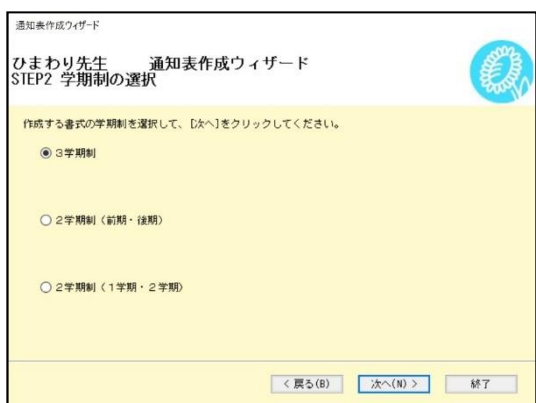 通知表作成ウィザード
ひまわり先生　　通知表作成ウィザード
STEP2 学期制の選択
作成する書式の学期制を選択して、[次へ]をクリックしてください。
3学期制
2学期制（前期・後期）
2学期制（1学期・2学期）
< 戻る(B)　次へ(N) >　終了